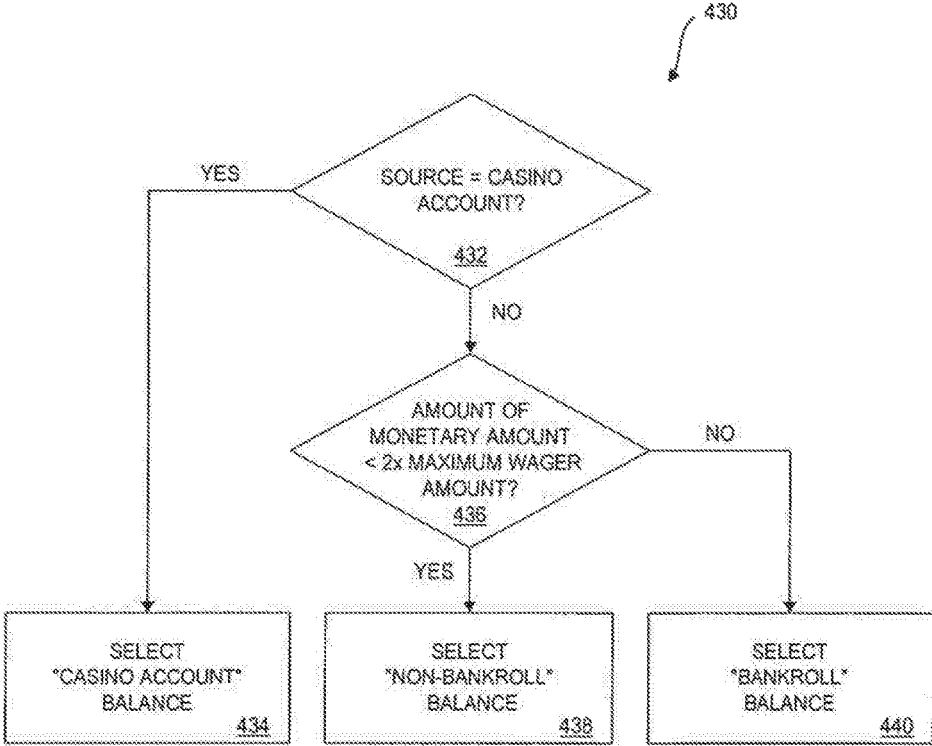 430
YES
SOURCE = CASINO
ACCOUNT?
432
NO
AMOUNT OF
MONETARY AMOUNT
< 2x MAXIMUM WAGER
AMOUNT?
436
NO
YES
SELECT
"CASINO ACCOUNT"
BALANCE
434
SELECT
"NON-BANKROLL"
BALANCE
438
SELECT
"BANKROLL"
BALANCE
440